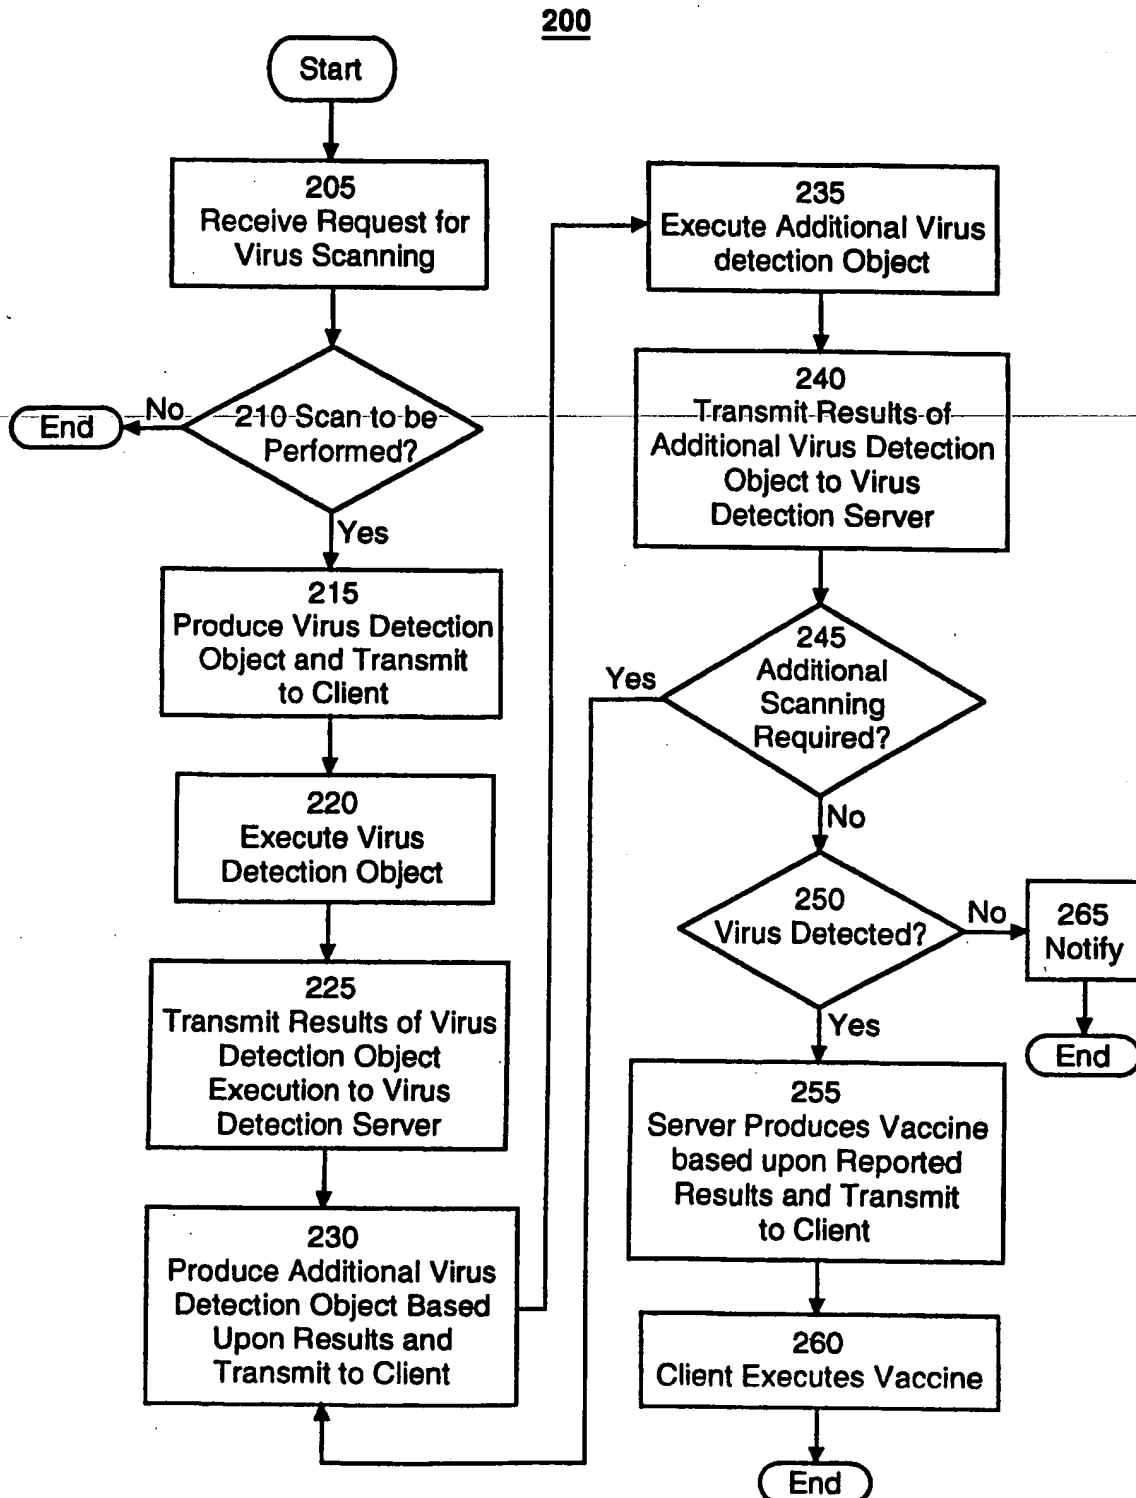 200
Start
205
Receive Request for
Virus Scanning
210 Scan to be
Performed?
No
End
Yes
215
Produce Virus Detection
Object and Transmit
to Client
220
Execute Virus
Detection Object
225
Transmit Results of Virus
Detection Object
Execution to Virus
Detection Server
230
Produce Additional Virus
Detection Object Based
Upon Results and
Transmit to Client
235
Execute Additional Virus
detection Object
240
Transmit Results of
Additional Virus Detection
Object to Virus
Detection Server
245
Additional
Scanning
Required?
Yes
No
250
Virus Detected?
No
265
Notify
End
Yes
255
Server Produces Vaccine
based upon Reported
Results and Transmit
to Client
260
Client Executes Vaccine
End